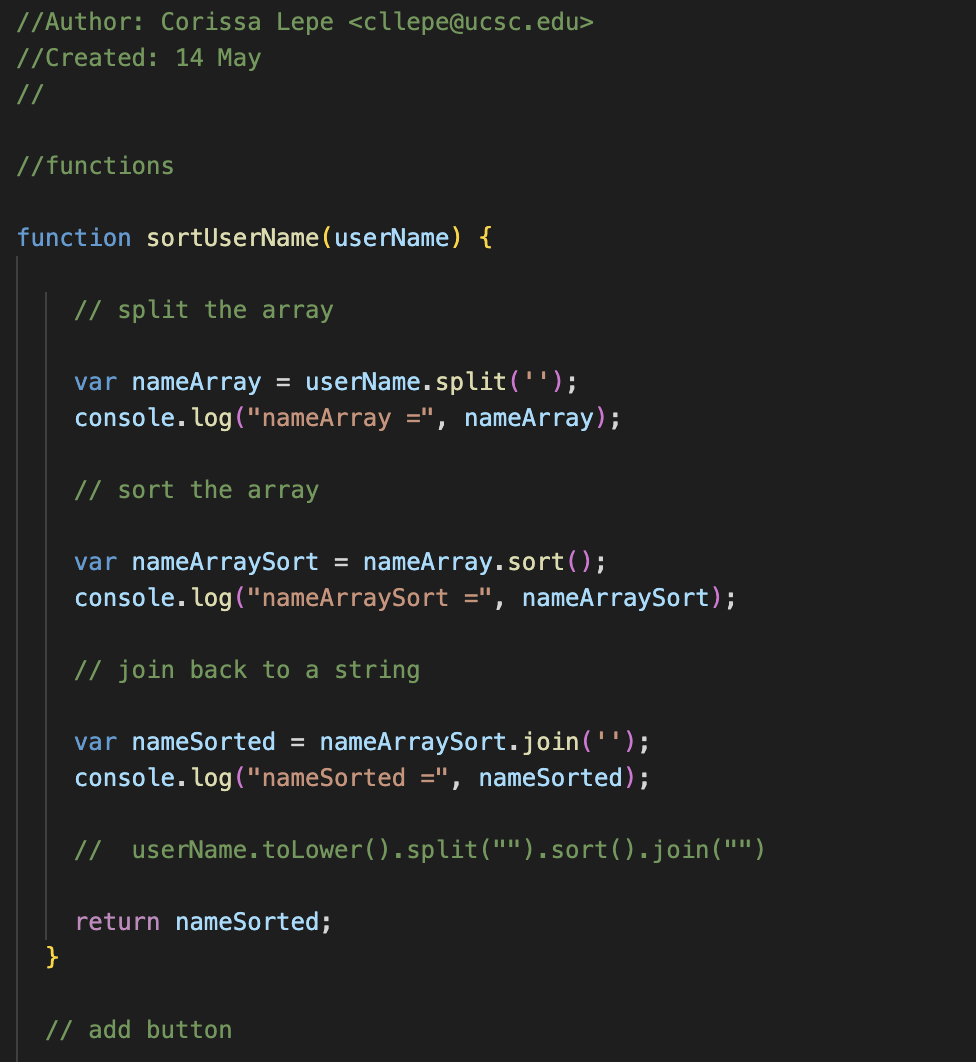 //Author: Corissa Lepe <cllepe@ucsc.edu>
//Created: 14 May
//
//functions
function sortUserName(userName) {
// split the array
var nameArray = userName.split('');
console.log("nameArray =", nameArray);
// sort the array
var nameArraySort = nameArray.sort();
console.log("nameArraySort =", nameArraySort);
// join back to a string
var nameSorted = nameArraySort.join('');
console.log("nameSorted =", nameSorted);
//  userName.toLower().split("").sort().join("")
return nameSorted;
}
// add button